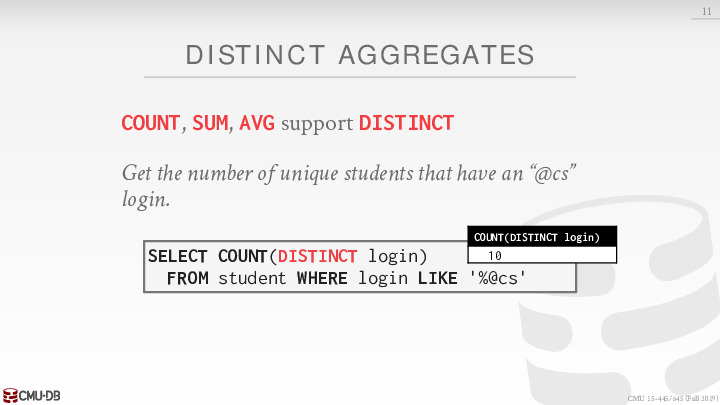 11
DISTINCT AGGREGATES
COUNT, SUM, AVG support DISTINCT
Get the number of unique students that have an “@cs”
login.
COUNT(DISTINCT login)
10
SELECT COUNT(DISTINCT login)
FROM student WHERE login LIKE '%@cs'
CMU·DB
CMU 15-445/645 (Fall 2019)